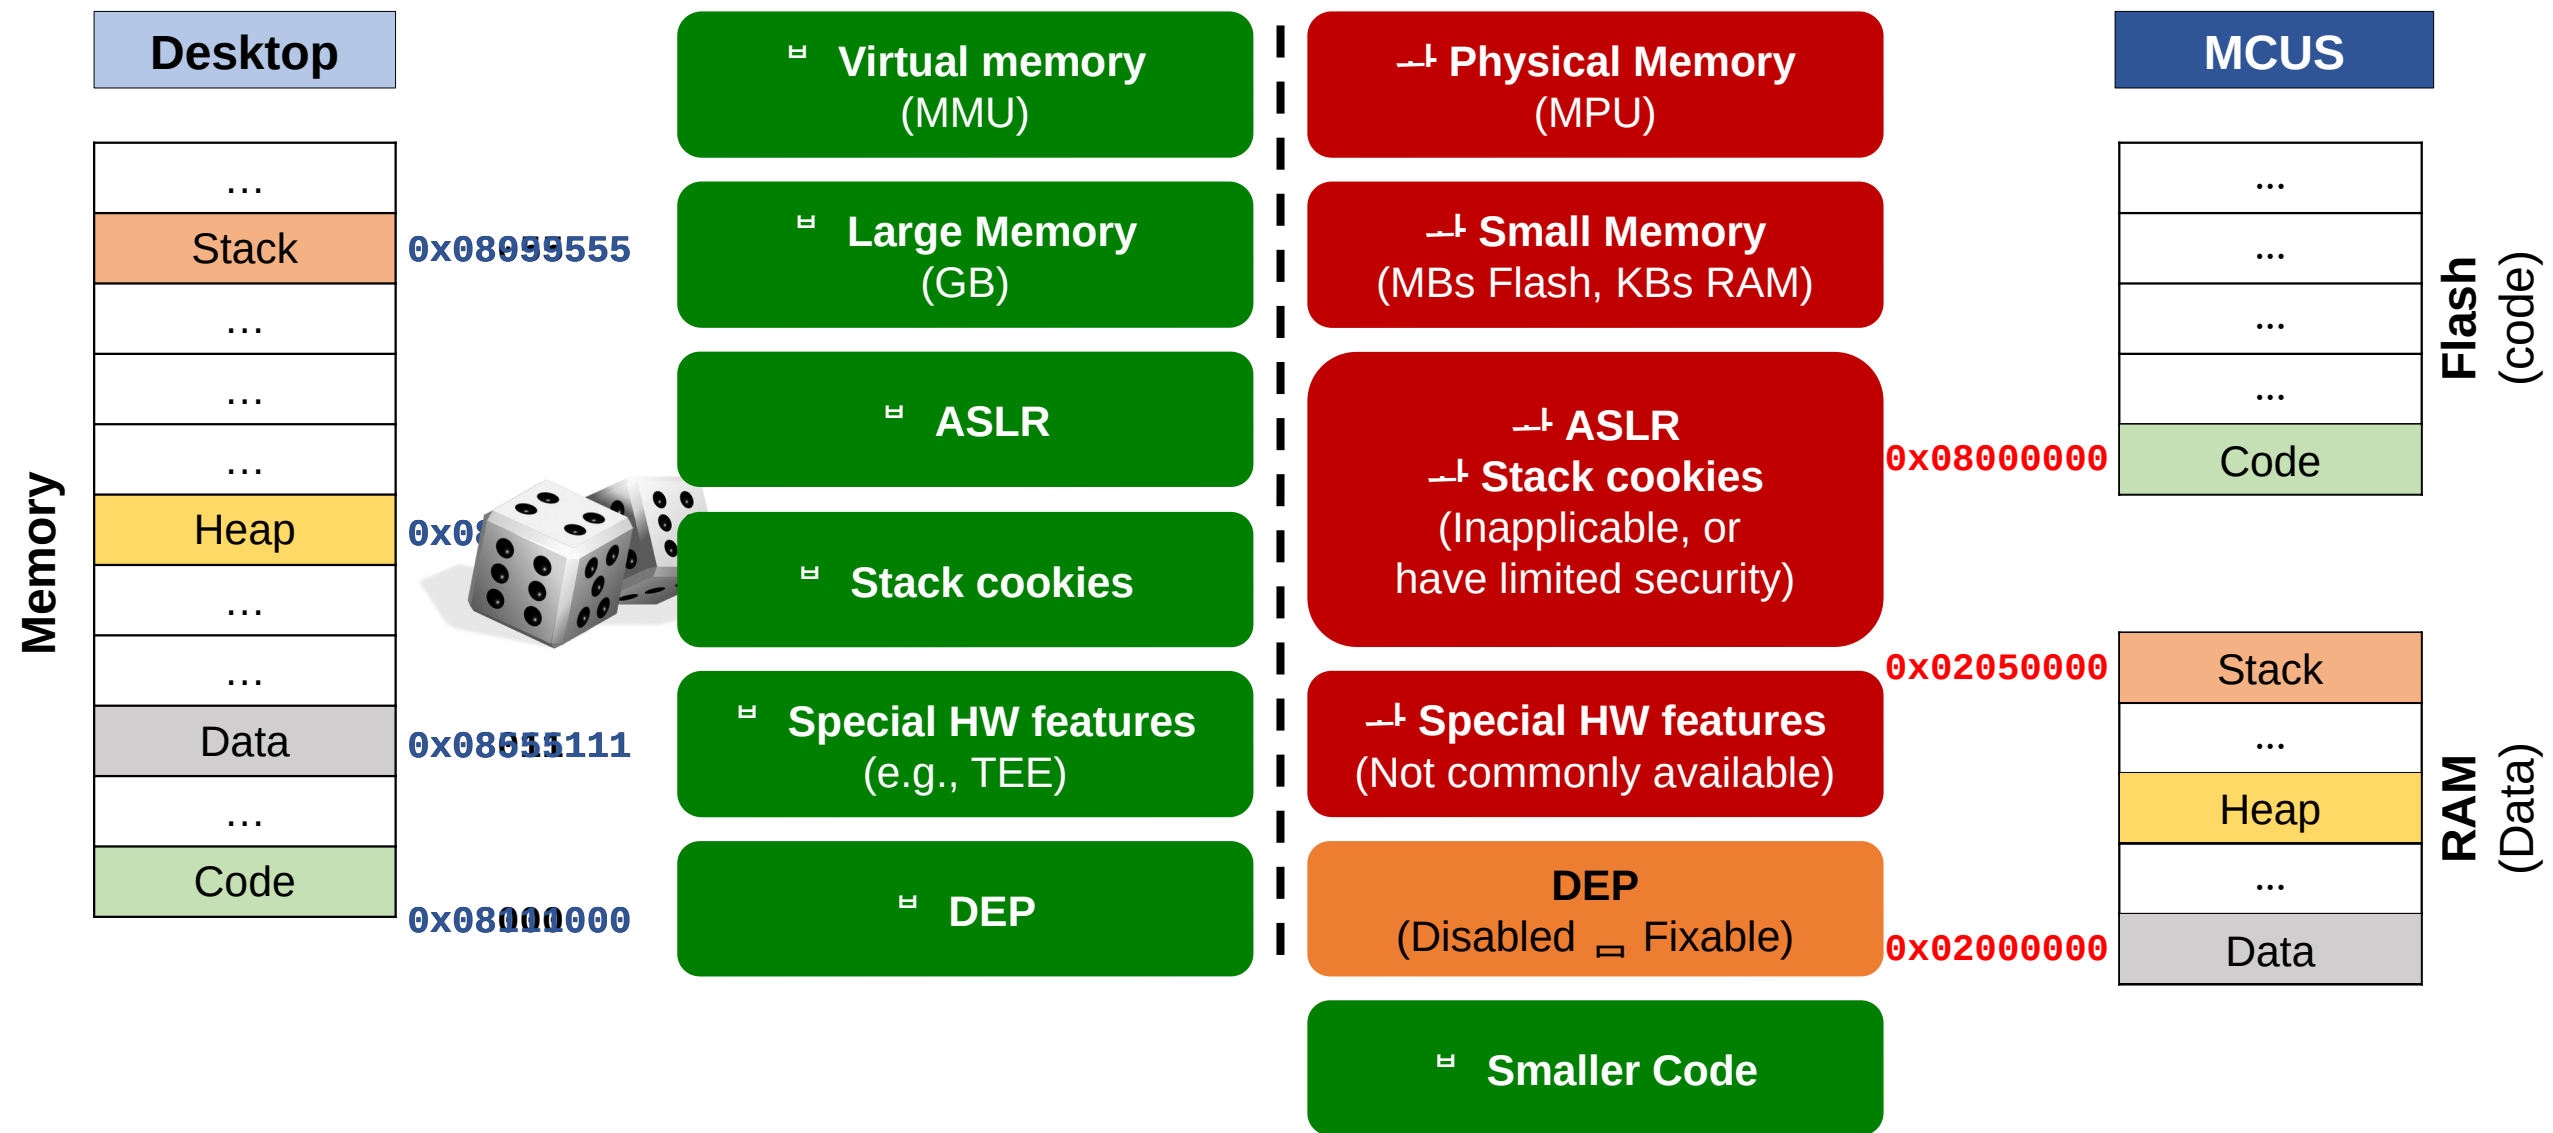 Desktop
Memory
...
Stack
...
...
...
Heap
...
...
Data
...
Code
Virtual memory
(MMU)
Large Memory
(GB)
ASLR
Stack cookies
Special HW features
(e.g., TEE)
DEP
Physical Memory
(MPU)
Small Memory
(MBs Flash, KBs RAM)
ASLR
Stack cookies
(Inapplicable, or
have limited security)
Special HW features
(Not commonly available)
DEP
(Disabled Fixable)
Smaller Code
MCUS
...
...
...
...
0x08000000
Code
Flash
(code)
0x02050000
Stack
...
Heap
...
0x02000000
Data
RAM
(Data)